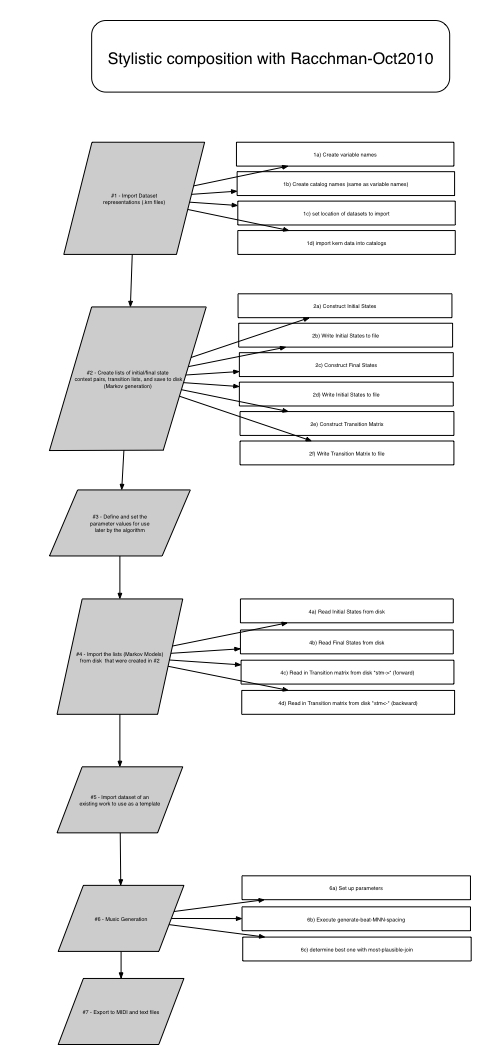 Stylistic composition with Racchman-Oct2010
#1 - Import Dataset
representations (.krn files)
1a) Create variable names
1b) Create catalog names (same as variable names)
1c) set location of datasets to import
1d) import kern data into catalogs
#2 - Create lists of initial/final state
context pairs, transition lists, and save to disk
(Markov generation)
2a) Construct Initial States
2b) Write Initial States to file
2c) Construct Final States
2d) Write Initial States to file
2e) Construct Transition Matrix
2f) Write Transition Matrix to file
#3 - Define and set the
parameter values for use
later by the algorithm
#4 - Import the lists (Markov Models)
from disk that were created in #2
4a) Read Initial States from disk
4b) Read Final States from disk
4c) Read in Transition matrix from disk "stm->" (forward)
4d) Read in Transition matrix from disk "stm<-" (backward)
#5 - Import dataset of an
existing work to use as a template
#6 - Music Generation
6a) Set up parameters
6b) Execute generate-beat-MNN-spacing
6c) determine best one with most-plausible-join
#7 - Export to MIDI and text files